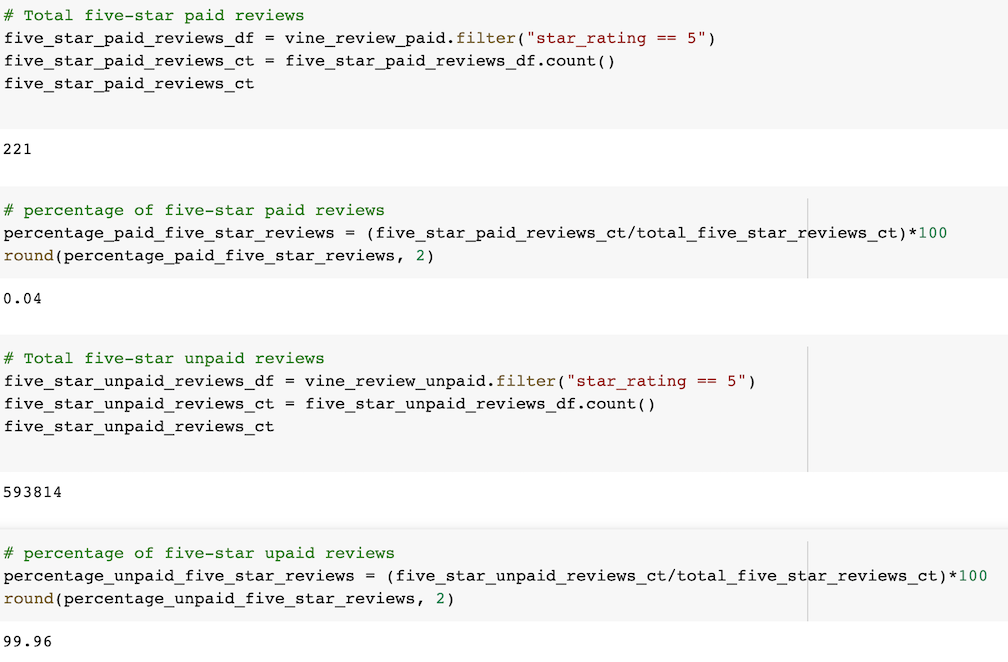 # Total five-star paid reviews
five_star_paid_reviews_df = vine_review_paid.filter("star_rating == 5")
five_star_paid_reviews_ct = five_star_paid_reviews_df.count()
five_star_paid_reviews_ct
221
# percentage of five-star paid reviews
percentage_paid_five_star_reviews = (five_star_paid_reviews_ct/total_five_star_reviews_ct)*100
round(percentage_paid_five_star_reviews, 2)
0.04
# Total five-star unpaid reviews
five_star_unpaid_reviews_df = vine_review_unpaid.filter("star_rating == 5")
five_star_unpaid_reviews_ct = five_star_unpaid_reviews_df.count()
five_star_unpaid_reviews_ct
593814
# percentage of five-star upaid reviews
percentage_unpaid_five_star_reviews = (five_star_unpaid_reviews_ct/total_five_star_reviews_ct)*100
round(percentage_unpaid_five_star_reviews, 2)
99.96